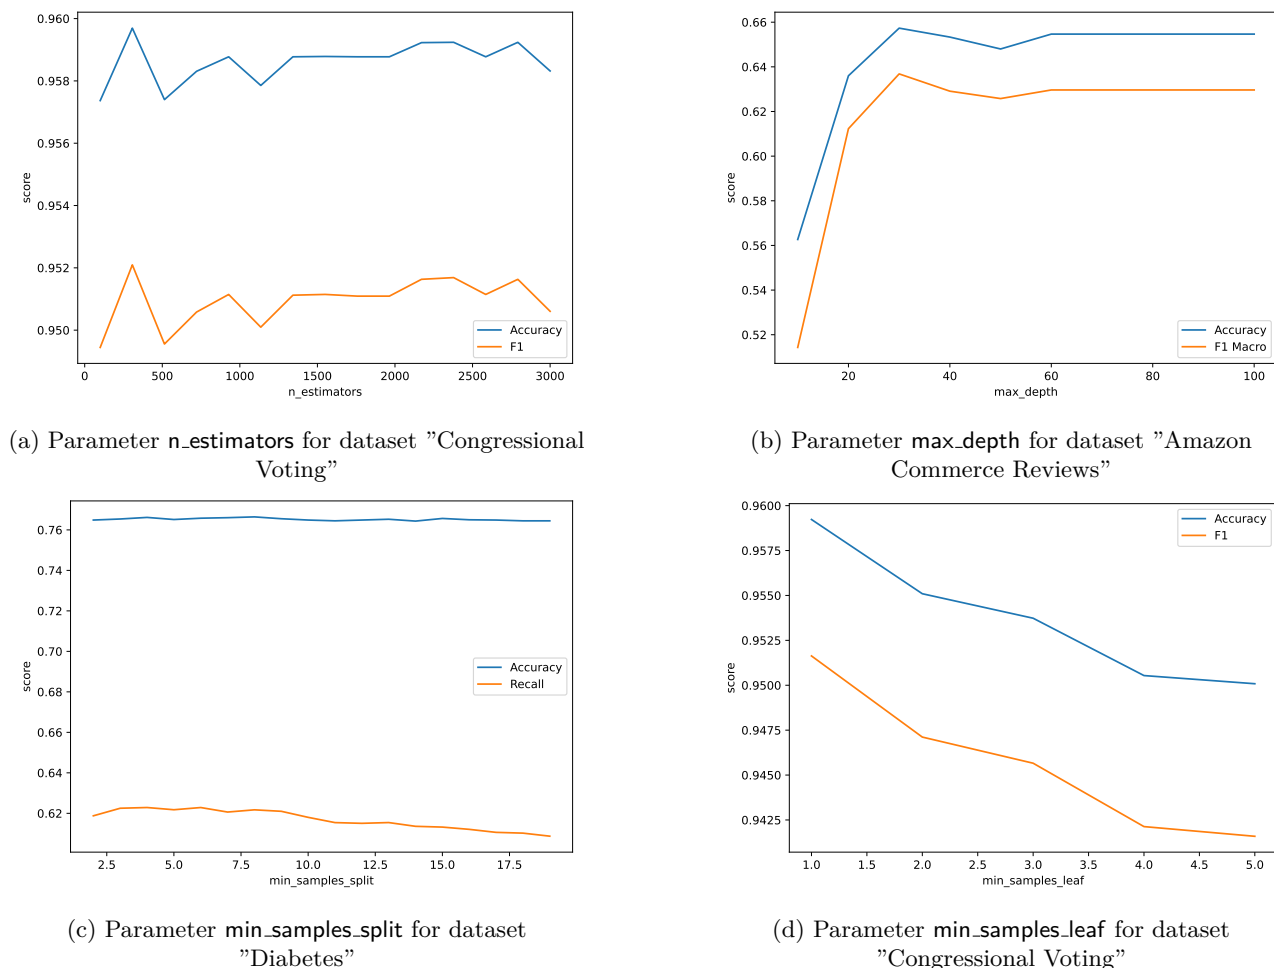 0.960
0.958
0.956
0.954
0.952
0.950
score
0 500 1000 1500 2000 2500 3000
n_estimators
Accuracy
F1
(a) Parameter n_estimators for dataset ”Congressional
Voting”
0.66
0.64
0.62
0.60
0.58
0.56
0.54
0.52
score
20 40 60 80 100
max_depth
Accuracy
F1 Macro
(b) Parameter max_depth for dataset ”Amazon
Commerce Reviews”
0.76
0.74
0.72
0.70
0.68
0.66
0.64
0.62
score
2.5 5.0 7.5 10.0 12.5 15.0 17.5
min_samples_split
Accuracy
Recall
(c) Parameter min_samples_split for dataset
”Diabetes”
0.9600
0.9575
0.9550
0.9525
0.9500
0.9475
0.9450
0.9425
score
1.0 1.5 2.0 2.5 3.0 3.5 4.0 4.5 5.0
min_samples_leaf
Accuracy
F1
(d) Parameter min_samples_leaf for dataset
”Congressional Voting”